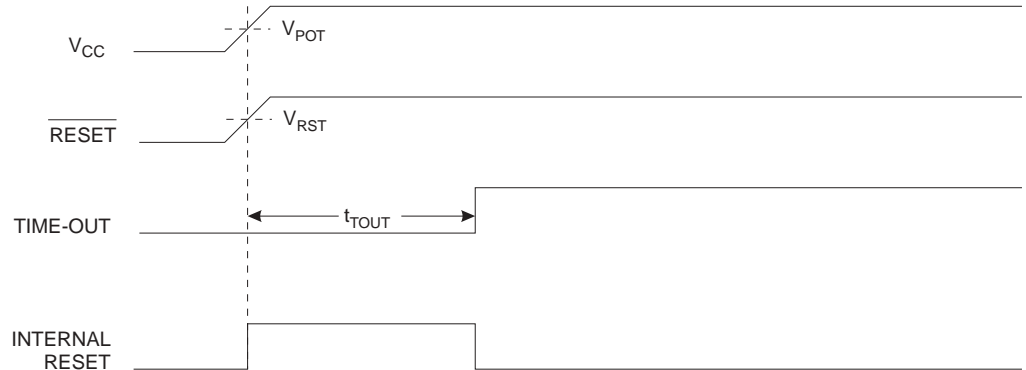 V_CC
V_POT
RESET
V_RST
TIME-OUT
t_TOUT
INTERNAL
RESET